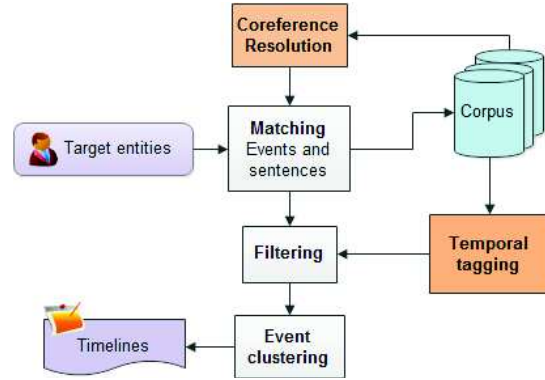 Coreference
Resolution
Target entities
Matching
Events and
sentences
Corpus
Filtering
Temporal
tagging
Timelines
Event
clustering